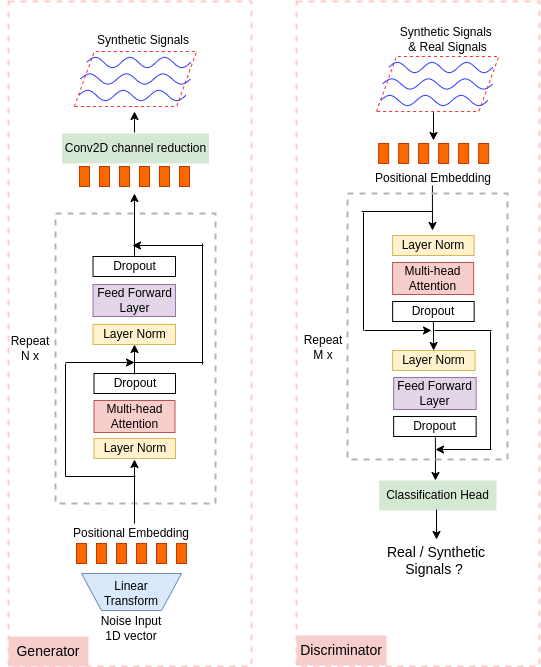 Synthetic Signals
Conv2D channel reduction
Dropout
Feed Forward
Layer
Layer Norm
Repeat
N x
Dropout
Multi-head
Attention
Layer Norm
Positional Embedding
Linear
Transform
Noise Input
1D vector
Generator
Synthetic Signals
& Real Signals
Positional Embedding
Layer Norm
Multi-head
Attention
Dropout
Repeat
M x
Layer Norm
Feed Forward
Layer
Dropout
Classification Head
Real / Synthetic
Signals ?
Discriminator